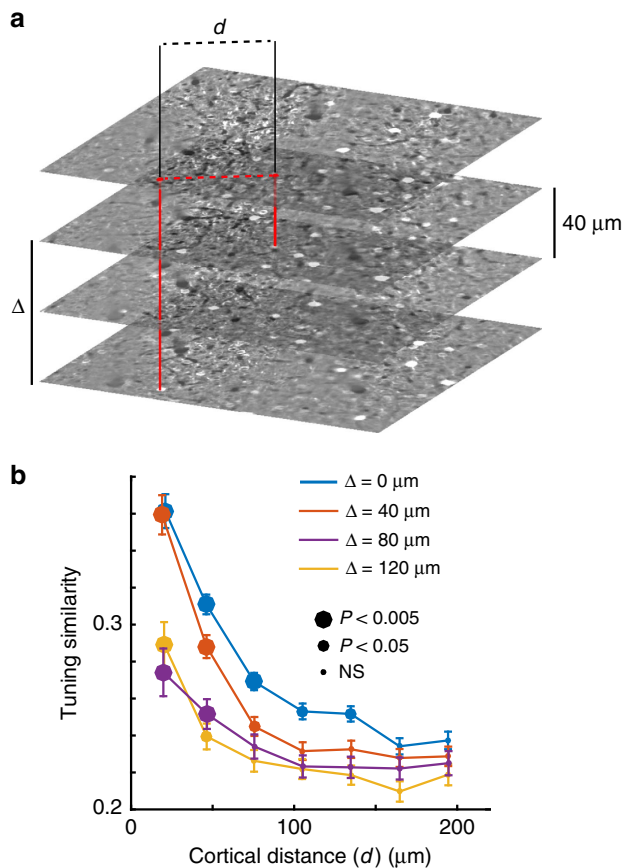 a
d
40 μm
Δ
b
Δ = 0 μm
Δ = 40 μm
Δ = 80 μm
Δ = 120 μm
P < 0.005
P < 0.05
NS
Tuning similarity
0.3
0.2
0 100 200
Cortical distance (d) (μm)